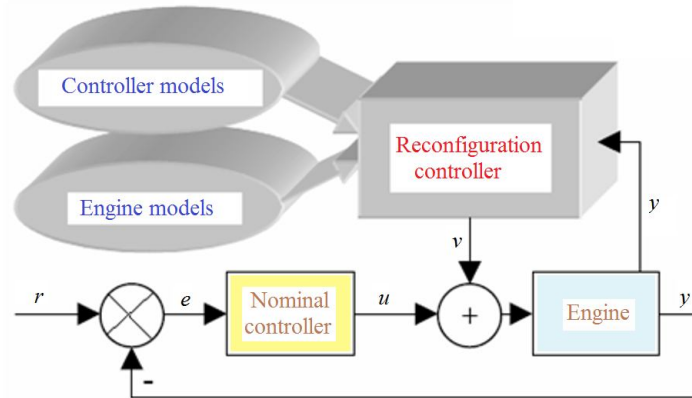 Controller models
Reconfiguration
controller
Engine models
y
v
r
e
Nominal
controller
u
+
Engine
y
-